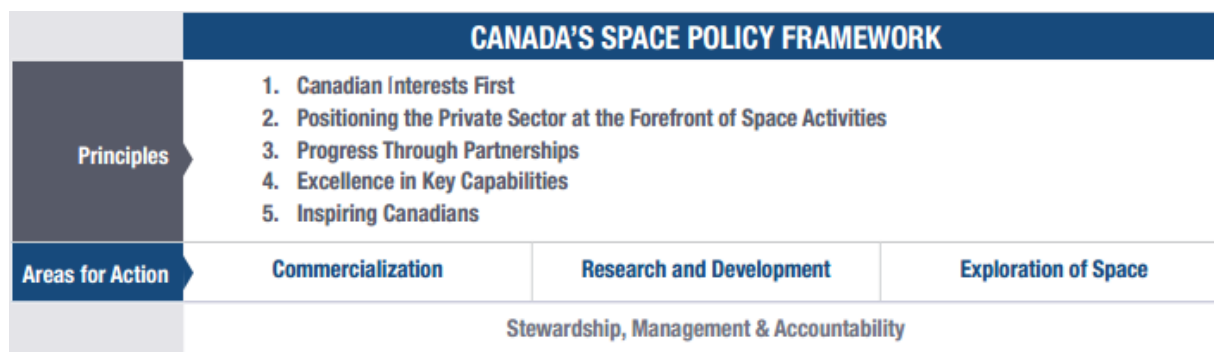 CANADA'S SPACE POLICY FRAMEWORK
Principles
1. Canadian Interests First
2. Positioning the Private Sector at the Forefront of Space Activities
3. Progress Through Partnerships
4. Excellence in Key Capabilities
5. Inspiring Canadians
Areas for Action
Commercialization
Research and Development
Exploration of Space
Stewardship, Management & Accountability